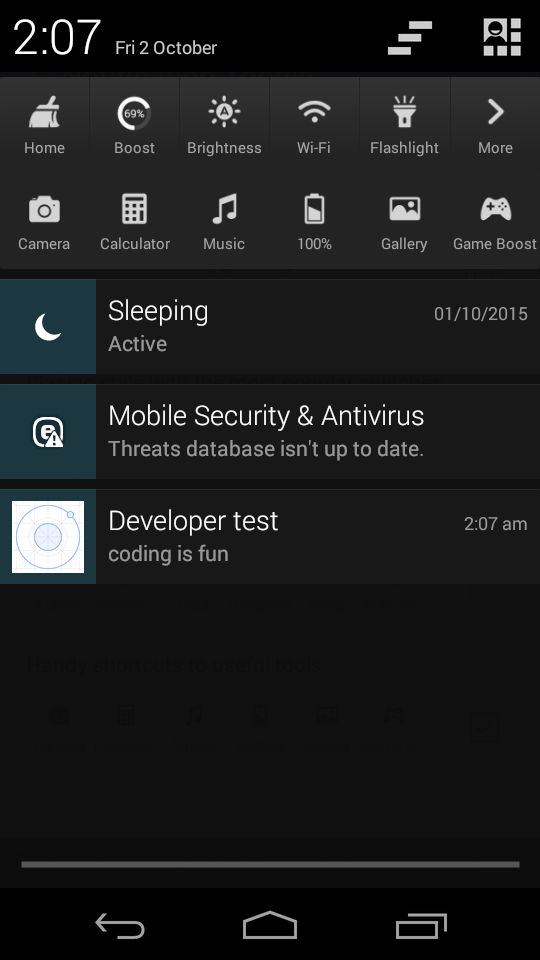 2:07 Fri 2 October
69%
Home Boost Brightness Wi-Fi Flashlight More
Camera Calculator Music 100% Gallery Game Boost
Sleeping 01/10/2015
Active
Mobile Security & Antivirus
Threats database isn't up to date.
Developer test 2:07 am
coding is fun
Handy shortcuts to useful tools